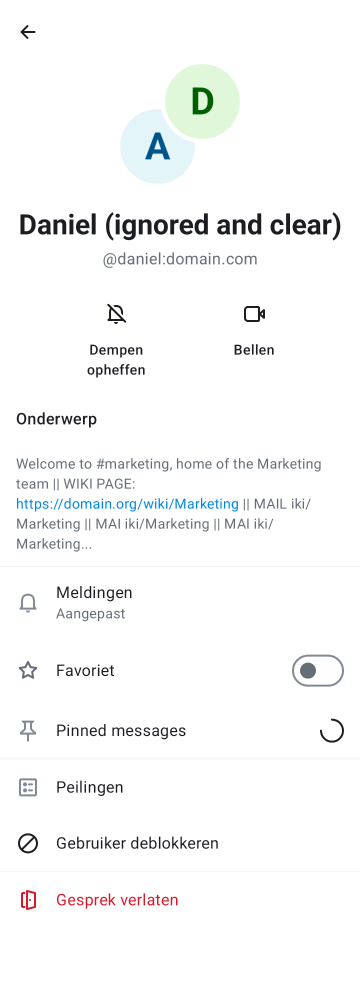 D
A
Daniel (ignored and clear)
@daniel:domain.com
Dempen
opheffen
Bellen
Onderwerp
Welcome to #marketing, home of the Marketing
team || WIKI PAGE:
https://domain.org/wiki/Marketing || MAIL iki/
Marketing || MAI iki/Marketing || MAI iki/
Marketing...
Meldingen
Aangepast
Favoriet
Pinned messages
Peilingen
Gebruiker deblokkeren
Gesprek verlaten